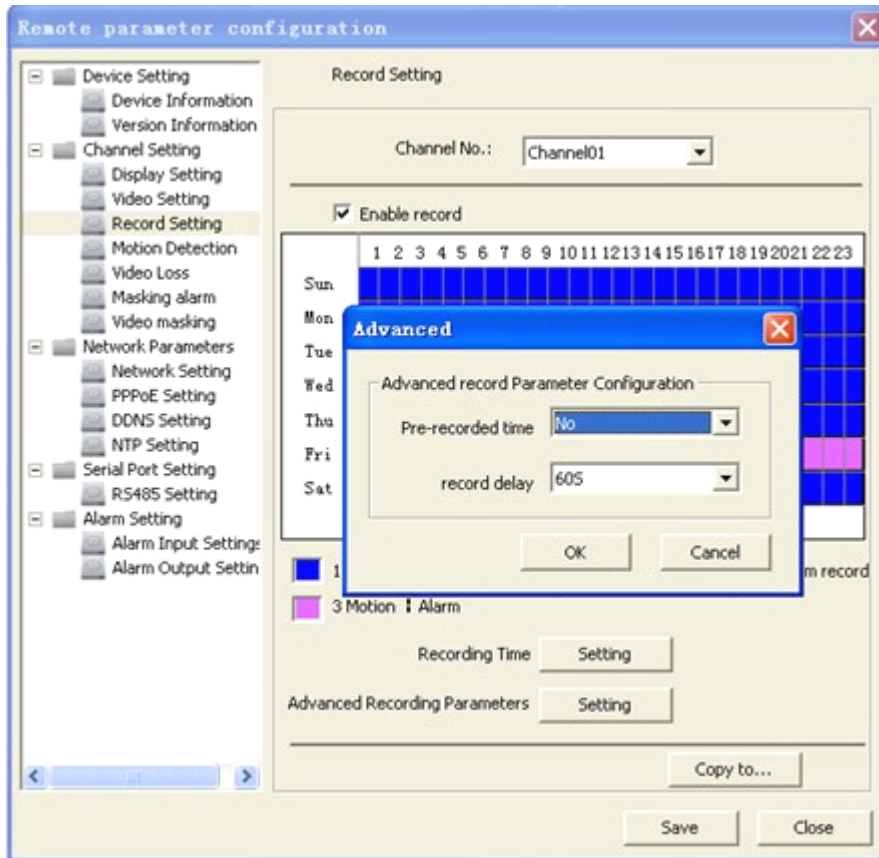 Remote parameter configuration
Device Setting
Device Information
Version Information
Channel Setting
Display Setting
Video Setting
Record Setting
Motion Detection
Video Loss
Masking alarm
Video masking
Network Parameters
Network Setting
PPPoE Setting
DDNS Setting
NTP Setting
Serial Port Setting
RS485 Setting
Alarm Setting
Alarm Input Settings
Alarm Output Settin
Record Setting
Channel No.: Channel01
Enable record
1 2 3 4 5 6 7 8 9 10 11 12 13 14 15 16 17 18 19 20 21 22 23
Sun
Mon
Tue
Wed
Thu
Fri
Sat
Advanced
Advanced record Parameter Configuration
Pre-recorded time No
record delay 60S
OK Cancel
1
m record
3 Motion | Alarm
Recording Time Setting
Advanced Recording Parameters Setting
Copy to...
Save Close